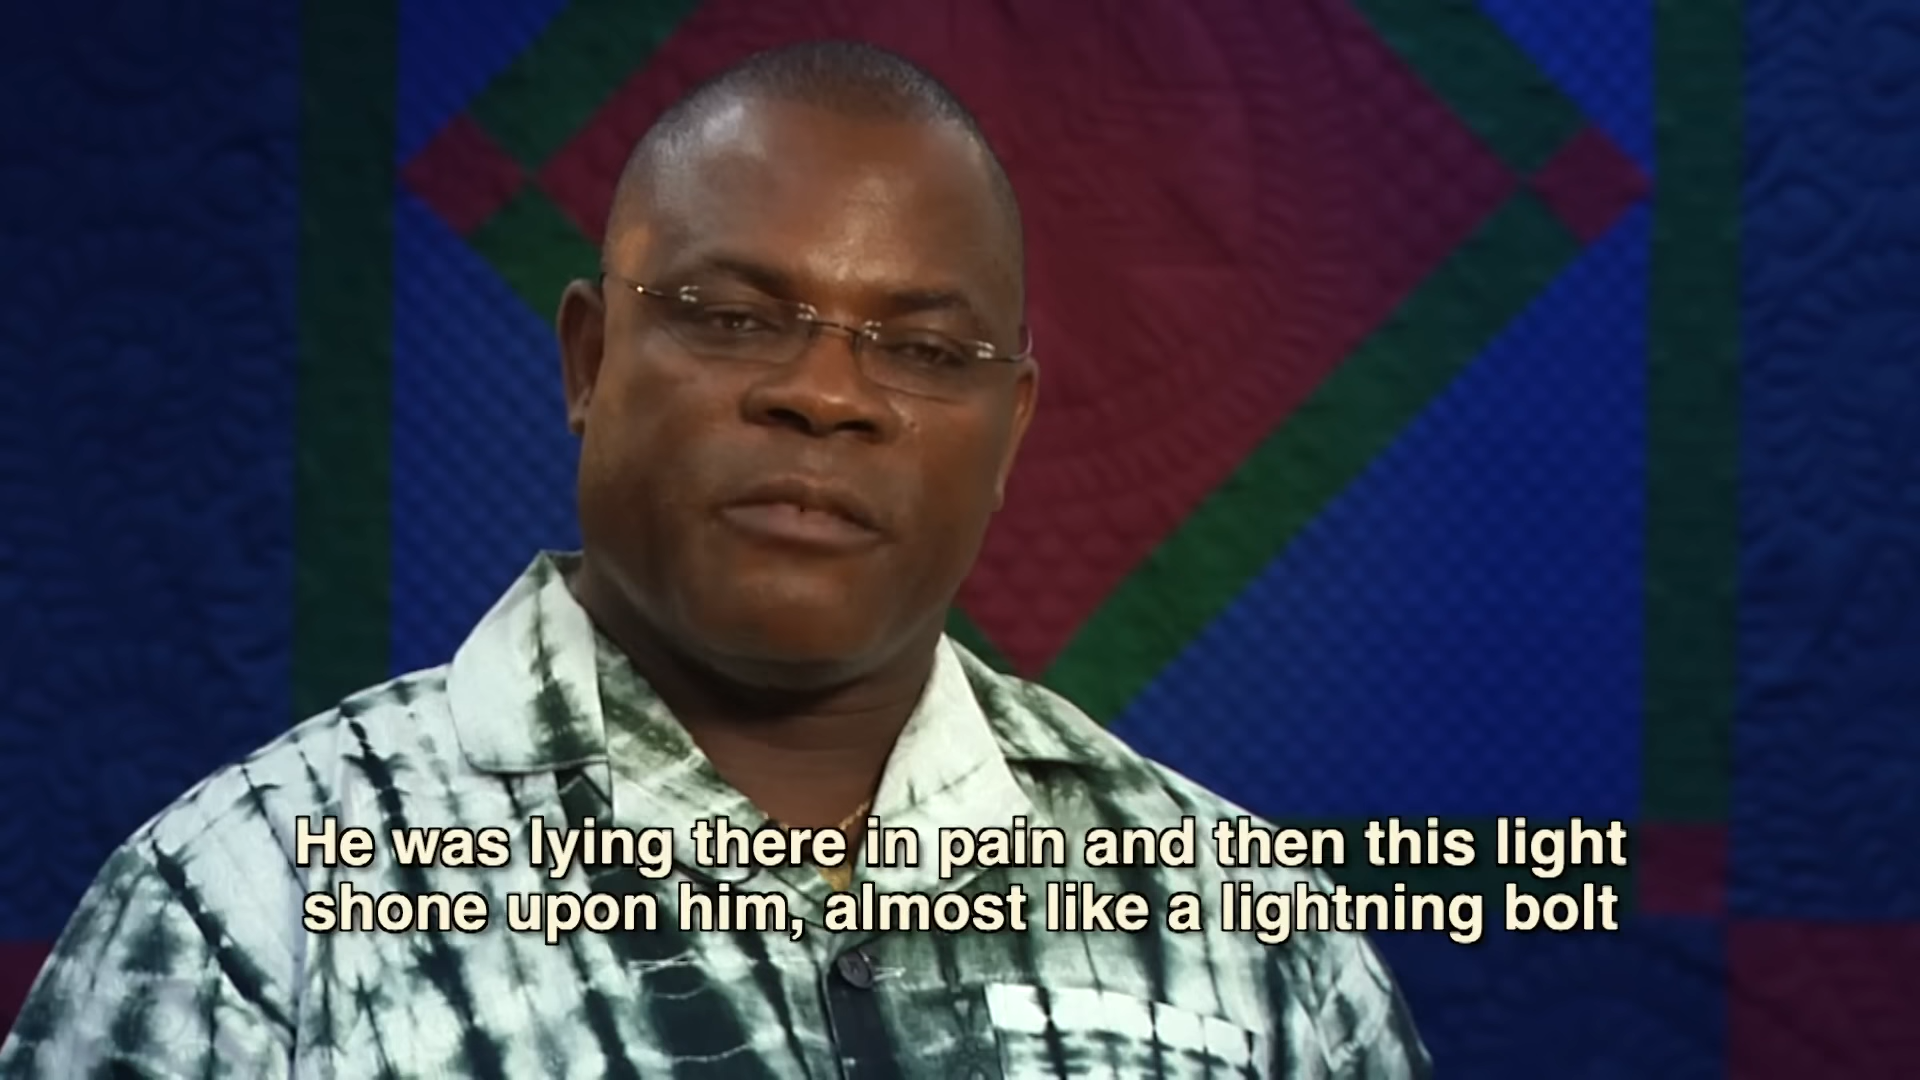 He was lying there in pain and then this light
shone upon him, almost like a lightning bolt